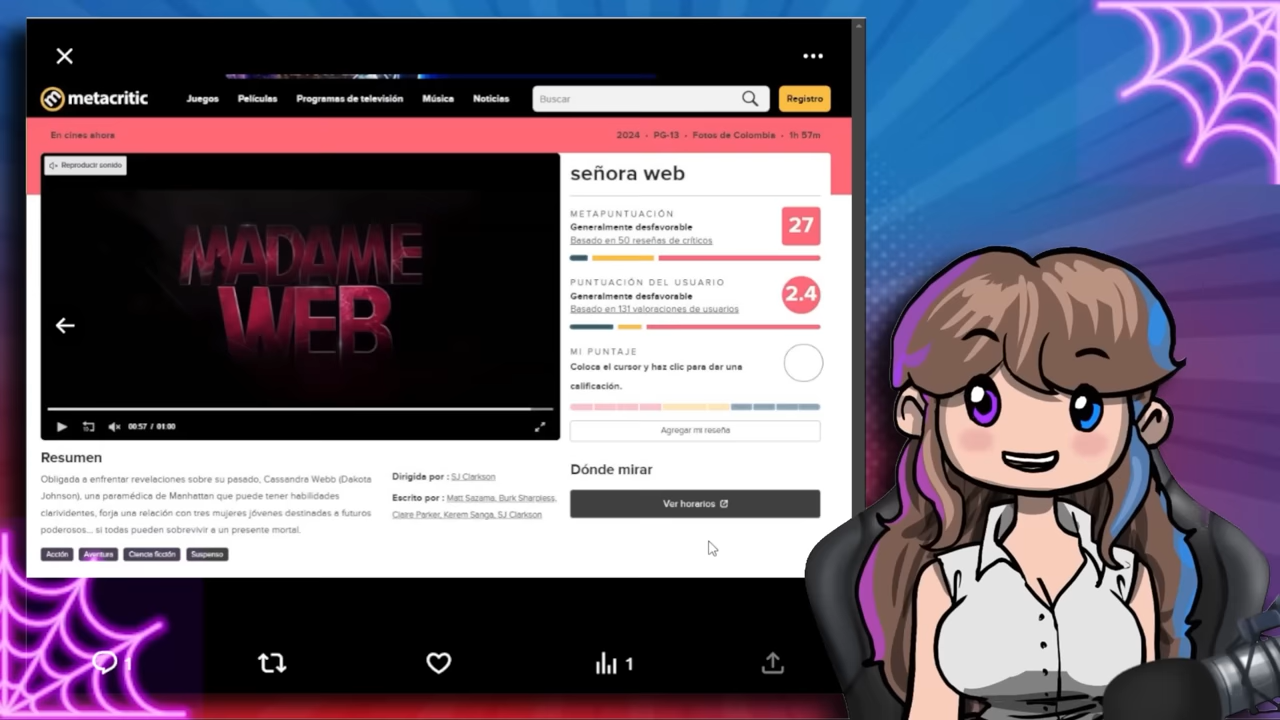 metacritic
Juegos Películas Programas de televisión Música Noticias Buscar Registro
En cines ahora
2024 · PG-13 · Fotos de Colombia · 1h 57m
Reproducir sonido
MADAME
WEB
00:57 / 01:00
señora web
METAPUNTUACIÓN
Generalmente desfavorable
Basado en 50 reseñas de críticos
27
PUNTUACIÓN DEL USUARIO
Generalmente desfavorable
Basado en 131 valoraciones de usuarios
2.4
MI PUNTAJE
Coloca el cursor y haz clic para dar una
calificación.
Agregar mi reseña
Dónde mirar
Ver horarios
Resumen
Obligada a enfrentar revelaciones sobre su pasado, Cassandra Webb (Dakota
Johnson), una paramédica de Manhattan que puede tener habilidades
clarividentes, forja una relación con tres mujeres jóvenes destinadas a futuros
poderosos... si todas pueden sobrevivir a un presente mortal.
Dirigida por : SJ Clarkson
Escrito por : Matt Sazama, Burk Sharpless,
Claire Parker, Kerem Sanga, SJ Clarkson
Acción Aventura Ciencia ficción Suspenso
1
1